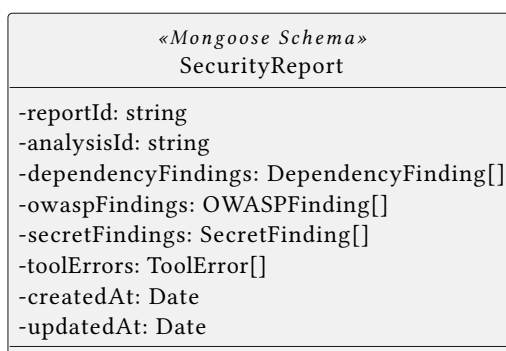 «Mongoose Schema»
SecurityReport
-reportId: string
-analysisId: string
-dependencyFindings: DependencyFinding[]
-owaspFindings: OWASPFinding[]
-secretFindings: SecretFinding[]
-toolErrors: ToolError[]
-createdAt: Date
-updatedAt: Date